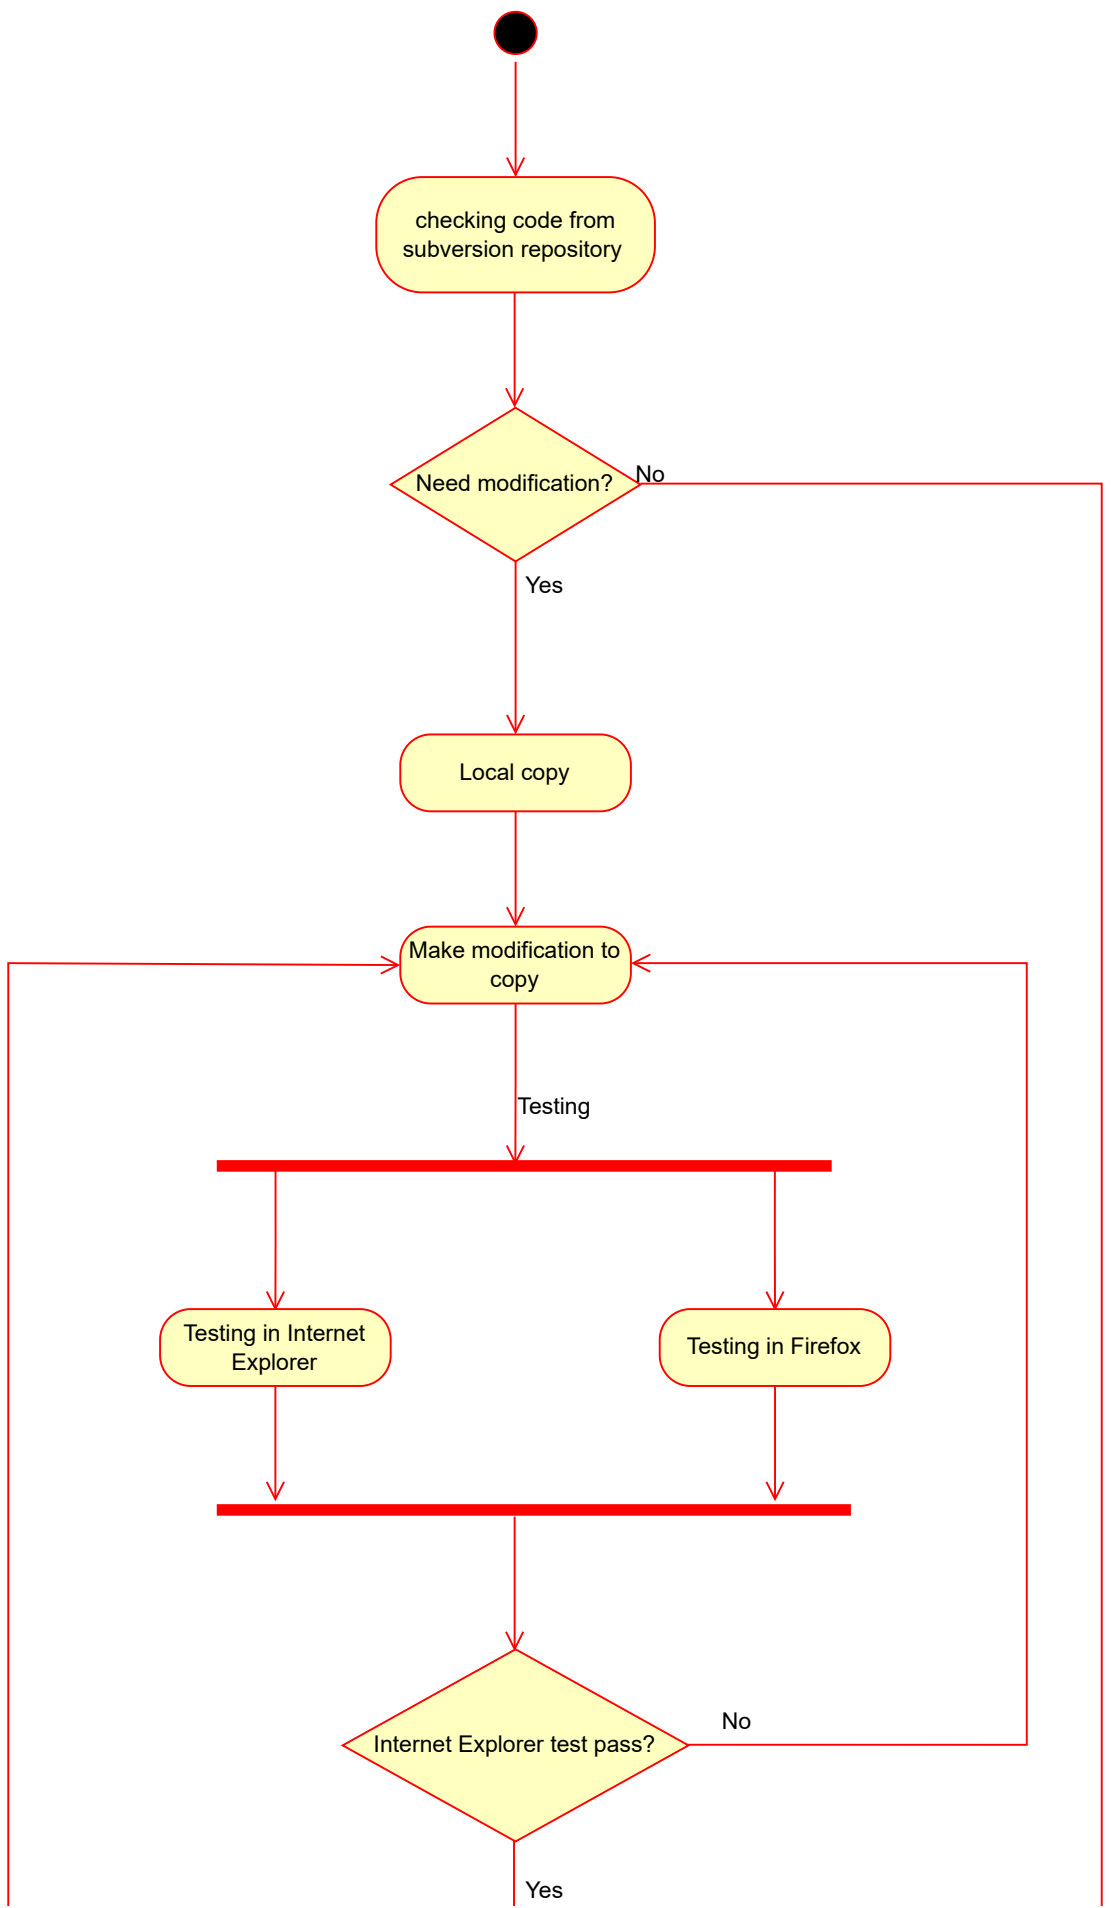 checking code from
subversion repository
Need modification?
No
Yes
Local copy
Make modification to
copy
Testing
Testing in Internet
Explorer
Testing in Firefox
No
Internet Explorer test pass?
Yes